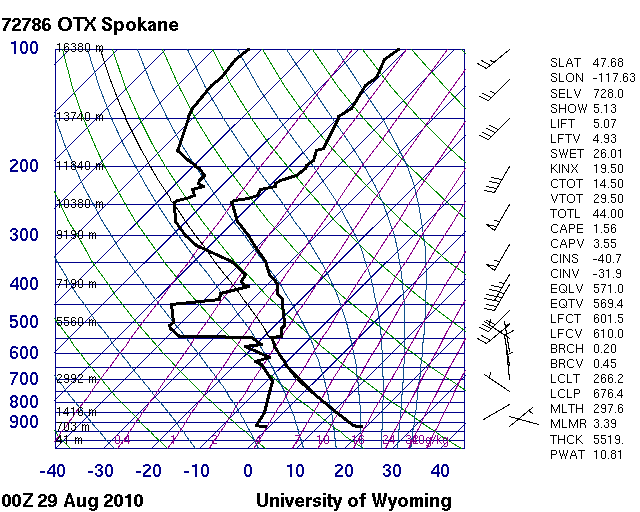 72786 OTX Spokane
100
16380 m
13740 m
200
11840 m
10380 m
300
9190 m
400
7190 m
500
5560 m
600
700
2992 m
800
1416 m
900
703 m
41 m
0.4
1
2
4
7
10
16
24
g/kg
-40
-30
-20
-10
0
10
20
30
40
00Z 29 Aug 2010
University of Wyoming
SLAT 47.68
SLON -117.63
SELV 728.0
SHOW 5.13
LIFT 5.07
LFTV 4.93
SWET 26.01
KINX 19.50
CTOT 14.50
VTOT 29.50
TOTL 44.00
CAPE 1.56
CAPV 3.55
CINS -40.7
CINV -31.9
EQLV 571.0
EQTV 569.4
LFCT 601.5
LFCV 610.0
BRCH 0.20
BRCV 0.45
LCLT 266.2
LCLP 676.4
MLTH 297.6
MLMR 3.39
THCK 5519.
PWAT 10.81